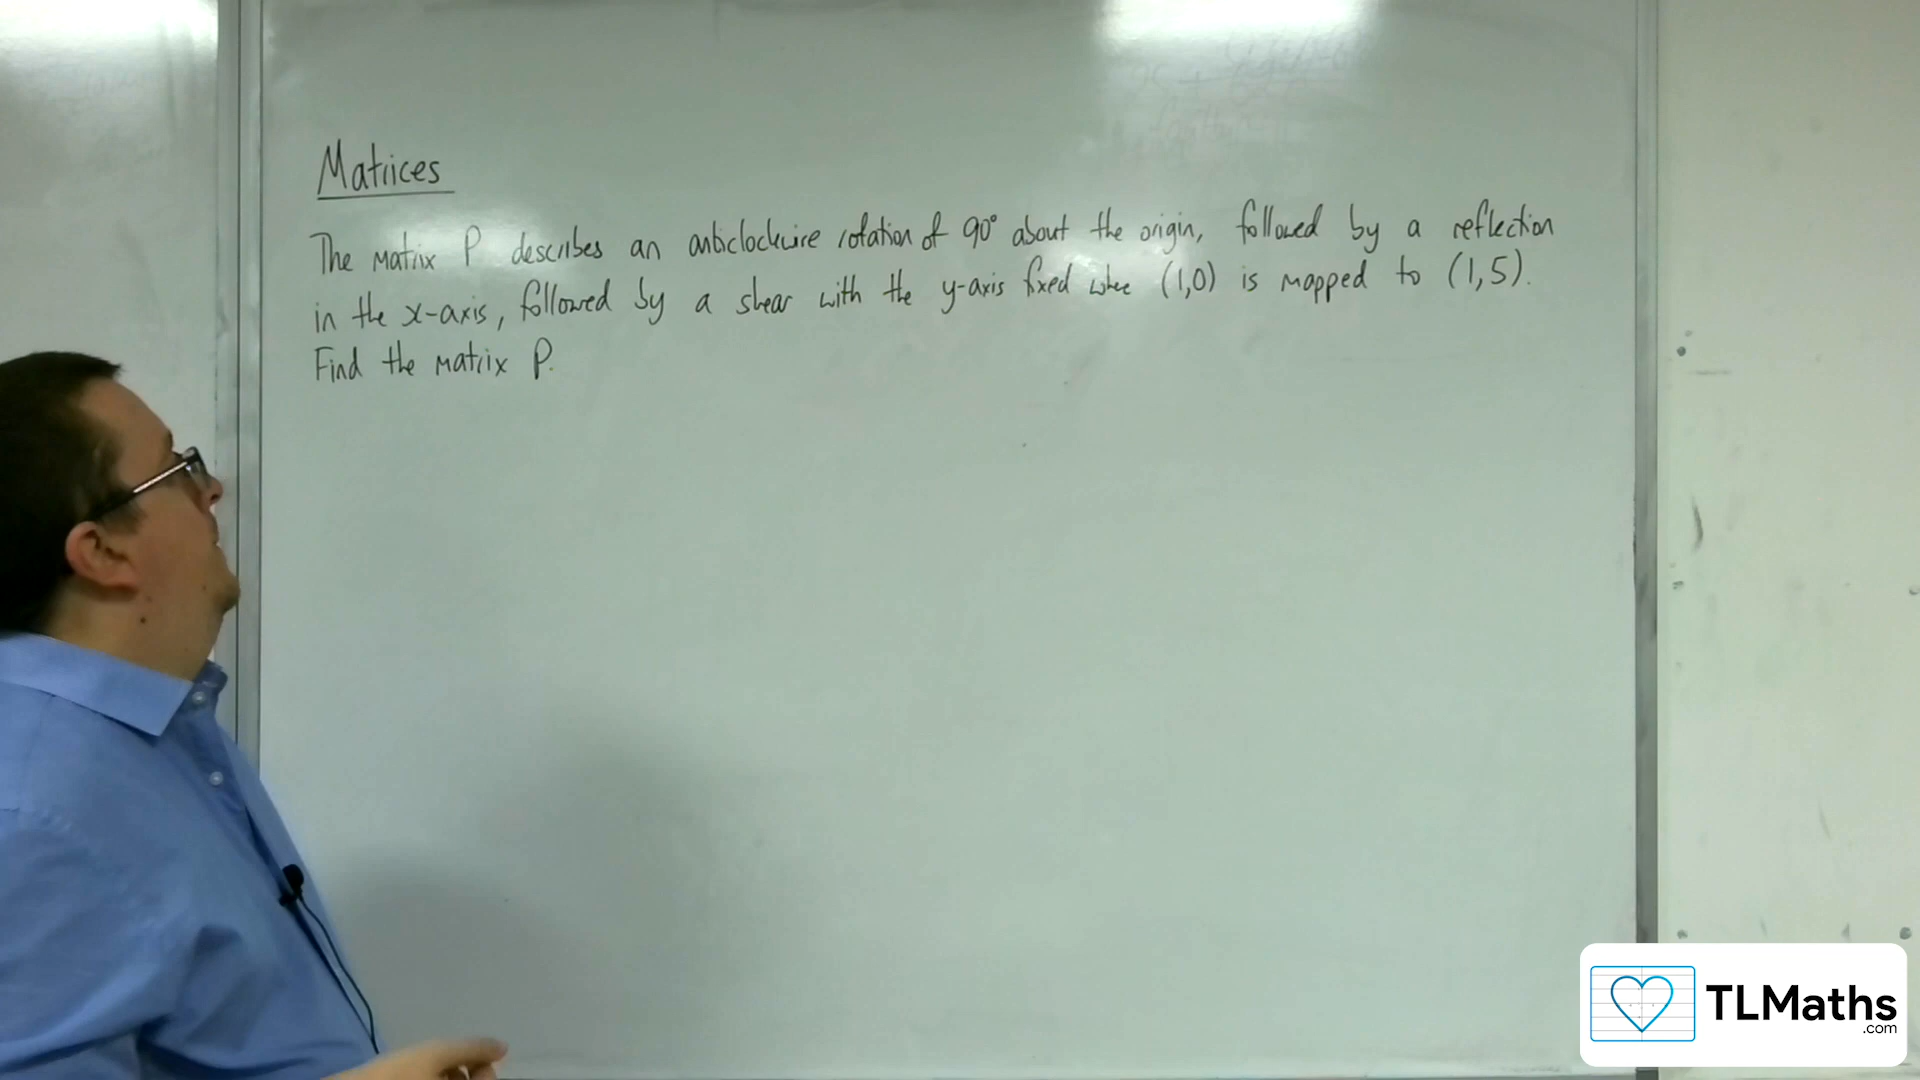 Matrices
The matrix P describes an anticlockwise rotation of 90° about the origin, followed by a reflection
in the x-axis, followed by a shear with the y-axis fixed where (1,0) is mapped to (1,5).
Find the matrix P.
TLMaths
.com